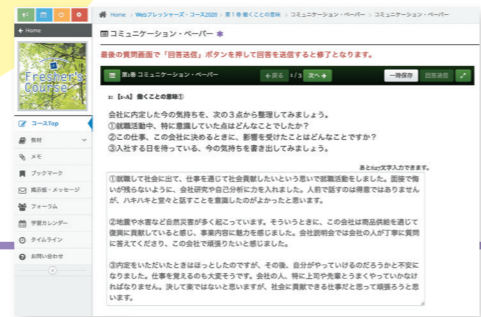 Home
Home › Webフレッシャーズ・コース2020 › 第1巻 働くことの意味 › コミュニケーション・ペーパー › コミュニケーション・ペーパー
コミュニケーション・ペーパー
最後の質問画面で「回答送信」ボタンを押して回答を送信すると修了となります。
Fresher's
Course
第1巻 コミュニケーション・ペーパー
戻る 1/3 次へ
一時保存 回答送信
1: 【1-A】 働くことの意味①
会社に内定した今の気持ちを、次の3点から整理してみましょう。
①就職活動中、特に意識していた点はどんなことでしたか？
②この仕事、この会社に決めるときに、影響を受けたことはどんなことですか？
③入社する日を待っている、今の気持ちを書き出してみましょう。
文字入力できます。
①就職して社会に出て、仕事を通じて社会貢献したいという思いで就職活動をしました。面接で悔
いが残らないように、会社研究や自己分析に力を入れました。人前で話すのは得意ではありません
が、ハキハキと堂々と話すことを意識したのがよかったと思います。
②地震や水害など自然災害が多く起こっています。そういうときに、この会社は商品供給を通じて
復興に貢献していると感じ、事業内容に魅力を感じました。会社説明会では会社の人が丁寧に質問
に答えてくださり、この会社で頑張りたいと感じました。
③内定をいただいたときはほっとしたのですが、その後、自分がやっていけるのだろうかと不安に
なりました。仕事を覚えるのも大変そうです。会社の人、特に上司や先輩とうまくやっていかなけ
ればなりません。決して楽ではないと思いますが、社会に貢献できる仕事だと思って頑張ろうと思
います。
コースTop
教材
メモ
ブックマーク
掲示板・メッセージ
フォーラム
学習カレンダー
タイムライン
お問い合わせ